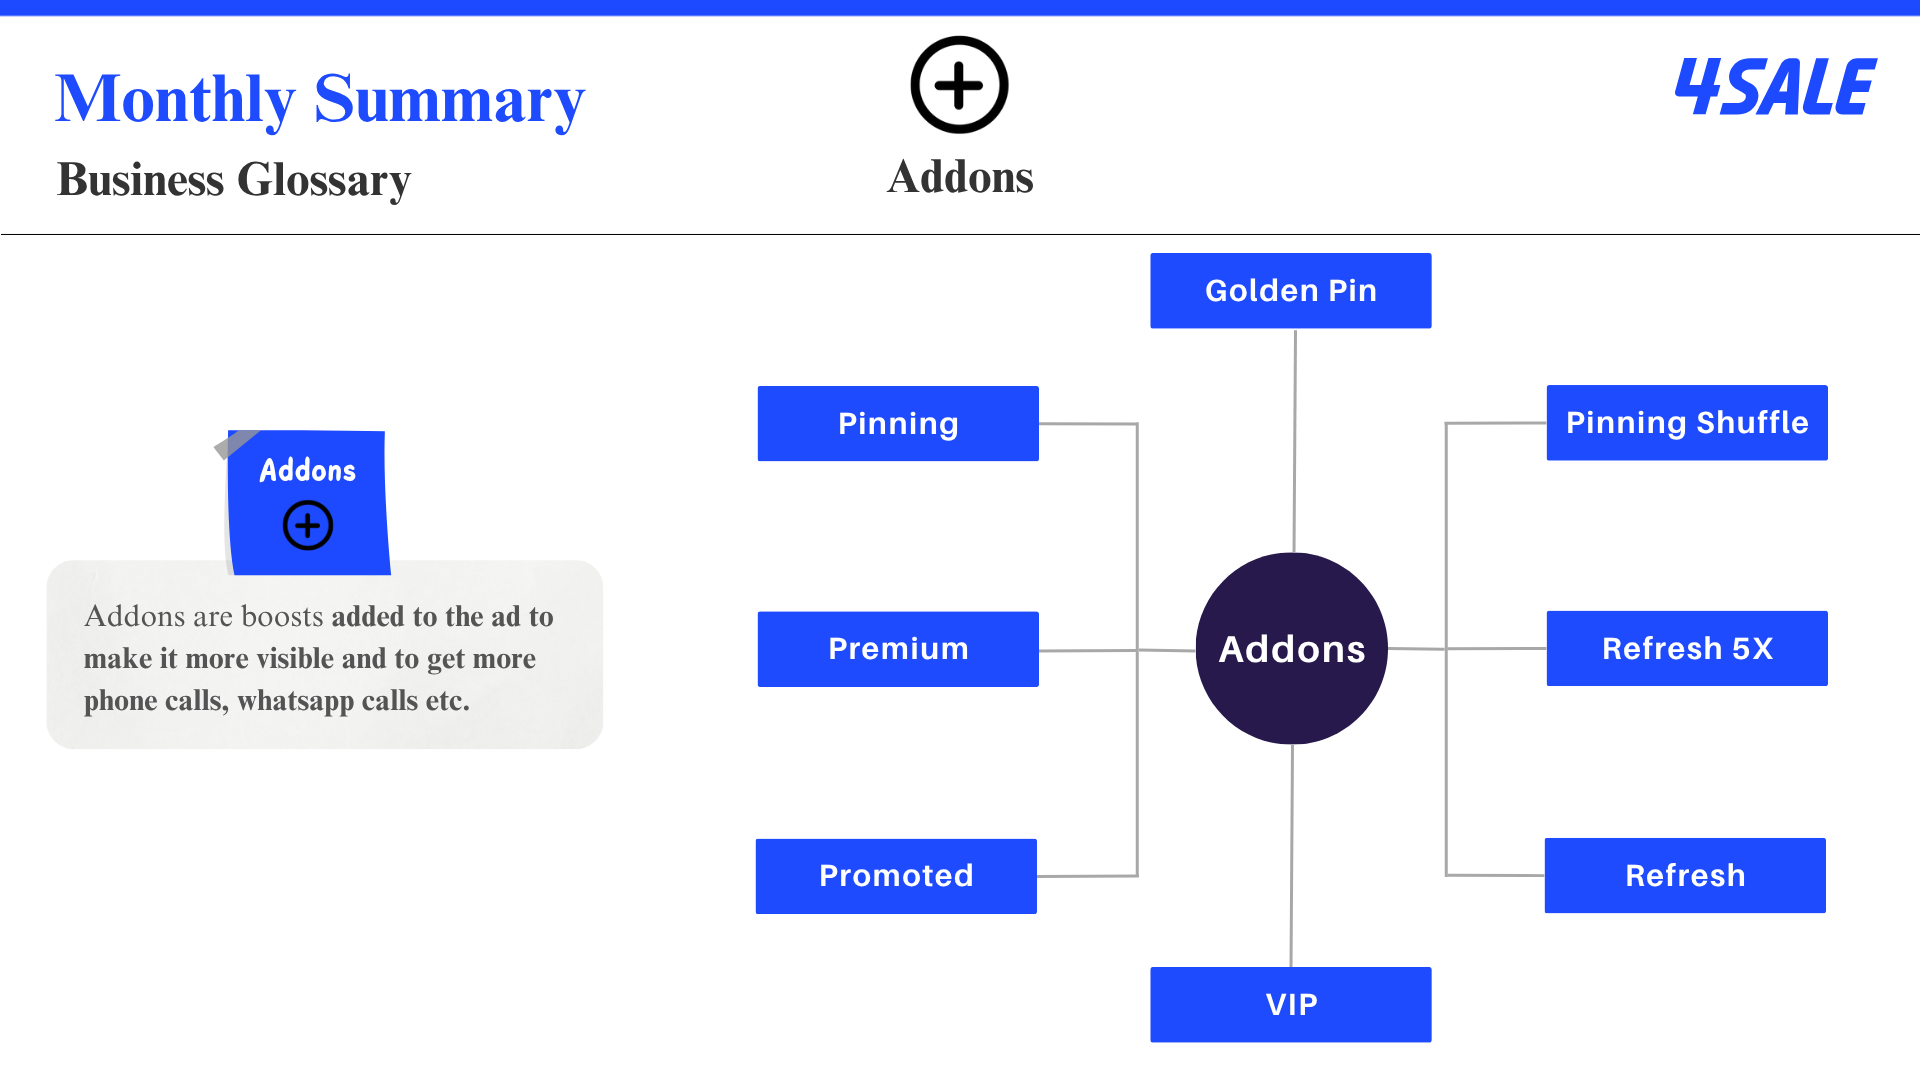 Monthly Summary
Business Glossary
Addons
4SALE
Addons
Addons are boosts added to the ad to
make it more visible and to get more
phone calls, whatsapp calls etc.
Golden Pin
Pinning
Pinning Shuffle
Premium
Addons
Refresh 5X
Promoted
Refresh
VIP